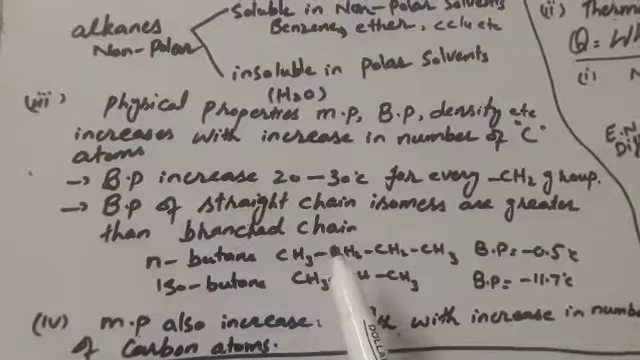 Soluble in Non-Polar Solvents
alkanes
Non-Polar
Benzene, ether, CCl4 etc
insoluble in Polar Solvents
(H2O)
(iii) Physical Properties m.p, B.P, density etc
increases with increase in number of "C"
atoms
→ B.P increase 20-30°c for every -CH2 group.
→ B.P of straight chain isomers are greater
than branched chain
n-butane CH3-CH2-CH2-CH3 B.P=-0.5°c
Iso-butane CH3 -CH3 B.P=-11.7°c
(iv) m.p also increase with increase in
of Carbon atoms.
(ii)
Q =
(i)
E.N